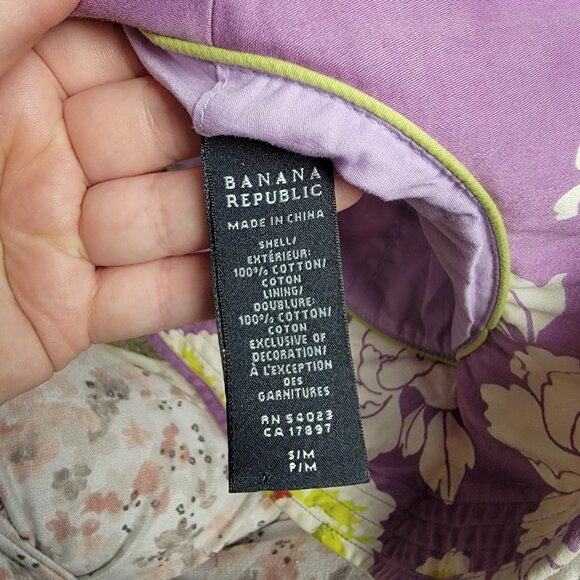 BANANA
REPUBLIC
MADE IN CHINA
SHELL/
EXTÉRIEUR:
100% COTTON/
COTON
LINING/
DOUBLURE:
100% COTTON/
COTON
EXCLUSIVE OF
DECORATION/
À L'EXCEPTION
DES
GARNITURES
RN 54023
CA 17897
S/M
P/M